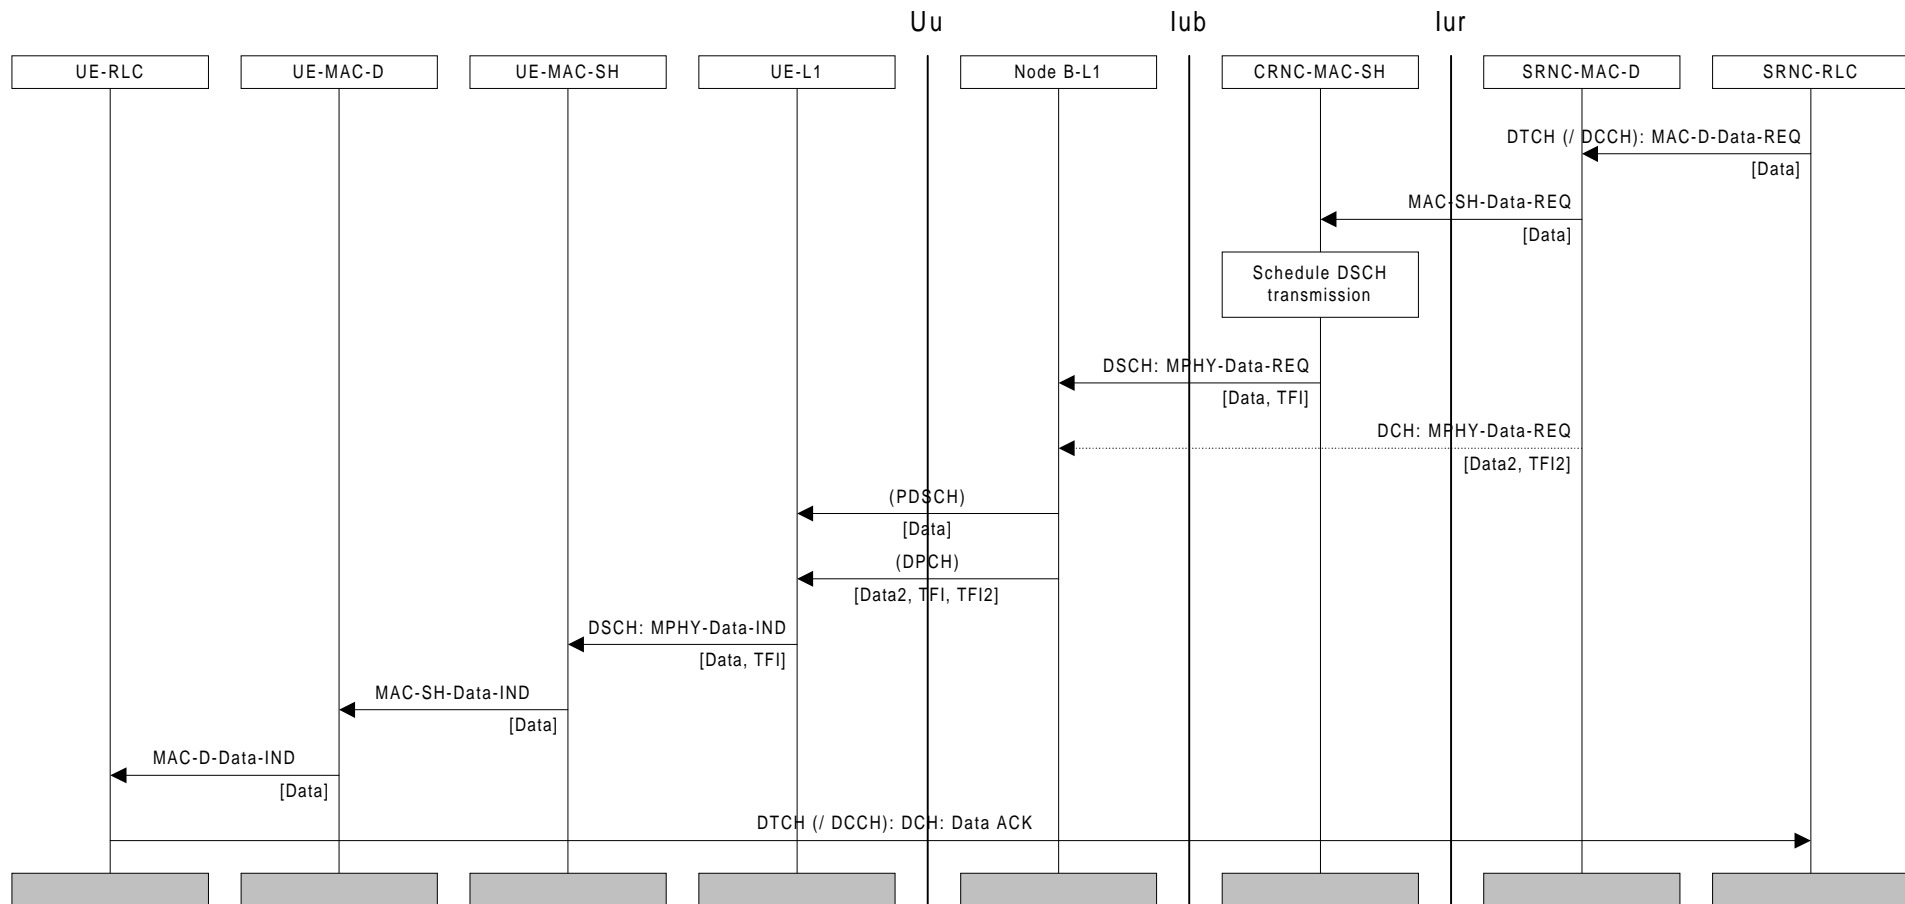 Uu
Iub
Iur
UE-RLC
UE-MAC-D
UE-MAC-SH
UE-L1
Node B-L1
CRNC-MAC-SH
SRNC-MAC-D
SRNC-RLC
DTCH (/ DCCH): MAC-D-Data-REQ
[Data]
MAC-SH-Data-REQ
[Data]
Schedule DSCH
transmission
DSCH: MPHY-Data-REQ
[Data, TFI]
DCH: MPHY-Data-REQ
[Data2, TFI2]
(PDSCH)
[Data]
(DPCH)
[Data2, TFI, TFI2]
DSCH: MPHY-Data-IND
[Data, TFI]
MAC-SH-Data-IND
[Data]
MAC-D-Data-IND
[Data]
DTCH (/ DCCH): DCH: Data ACK